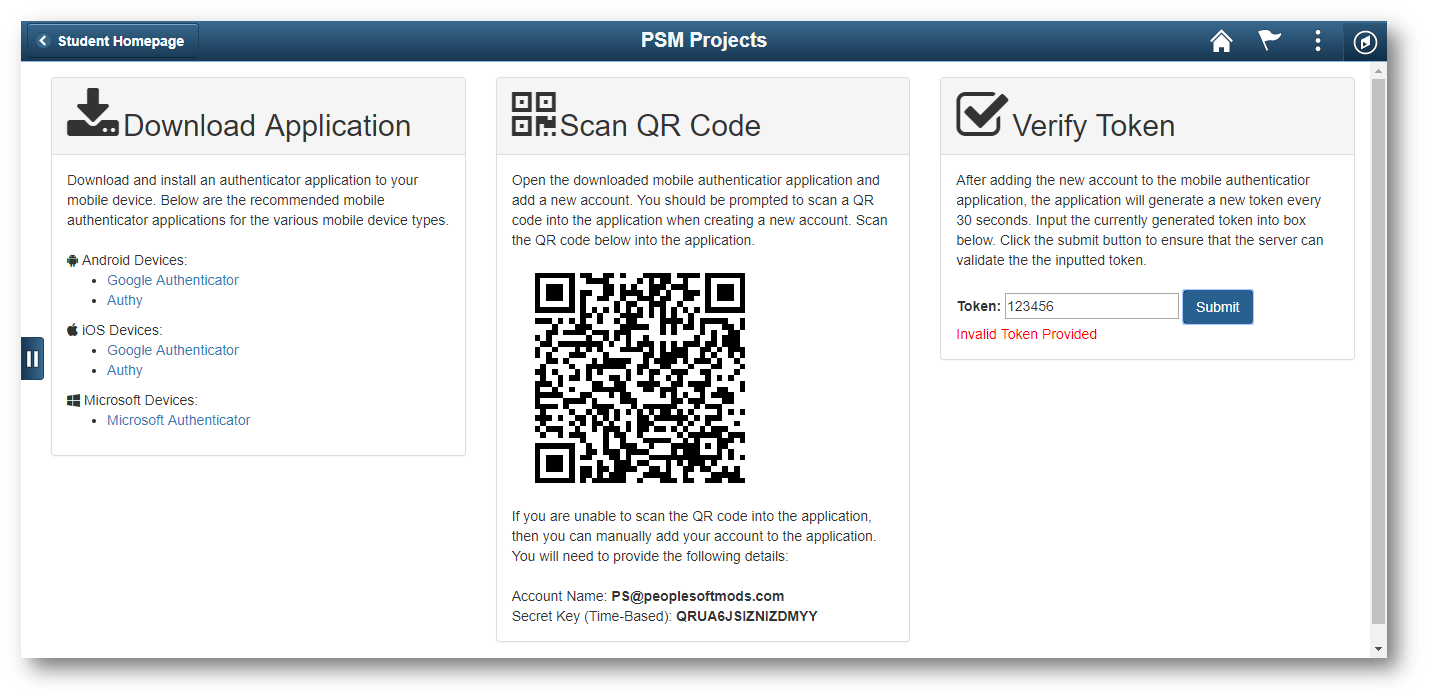 Student Homepage
PSM Projects
Download Application
Download and install an authenticator application to your
mobile device. Below are the recommended mobile
authenticator applications for the various mobile device types.
Android Devices:
Google Authenticator
Authy
iOS Devices:
Google Authenticator
Authy
Microsoft Devices:
Microsoft Authenticator
Scan QR Code
Open the downloaded mobile authenticatior application and
add a new account. You should be prompted to scan a QR
code into the application when creating a new account. Scan
the QR code below into the application.
If you are unable to scan the QR code into the application,
then you can manually add your account to the application.
You will need to provide the following details:
Account Name: PS@peoplesoftmods.com
Secret Key (Time-Based): QRUA6JSIZNIZDMYY
Verify Token
After adding the new account to the mobile authenticatior
application, the application will generate a new token every
30 seconds. Input the currently generated token into box
below. Click the submit button to ensure that the server can
validate the the inputted token.
Token: 123456 Submit
Invalid Token Provided